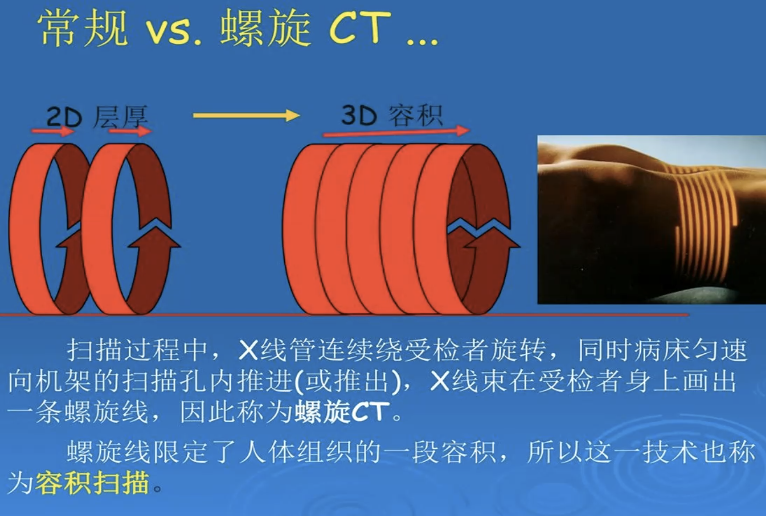 常规 vs. 螺旋 CT ...
2D 层厚
3D 容积
扫描过程中，X线管连续绕受检者旋转，同时病床匀速
向机架的扫描孔内推进(或推出)，X线束在受检者身上画出
一条螺旋线，因此称为螺旋CT。
螺旋线限定了人体组织的一段容积，所以这一技术也称
为容积扫描。